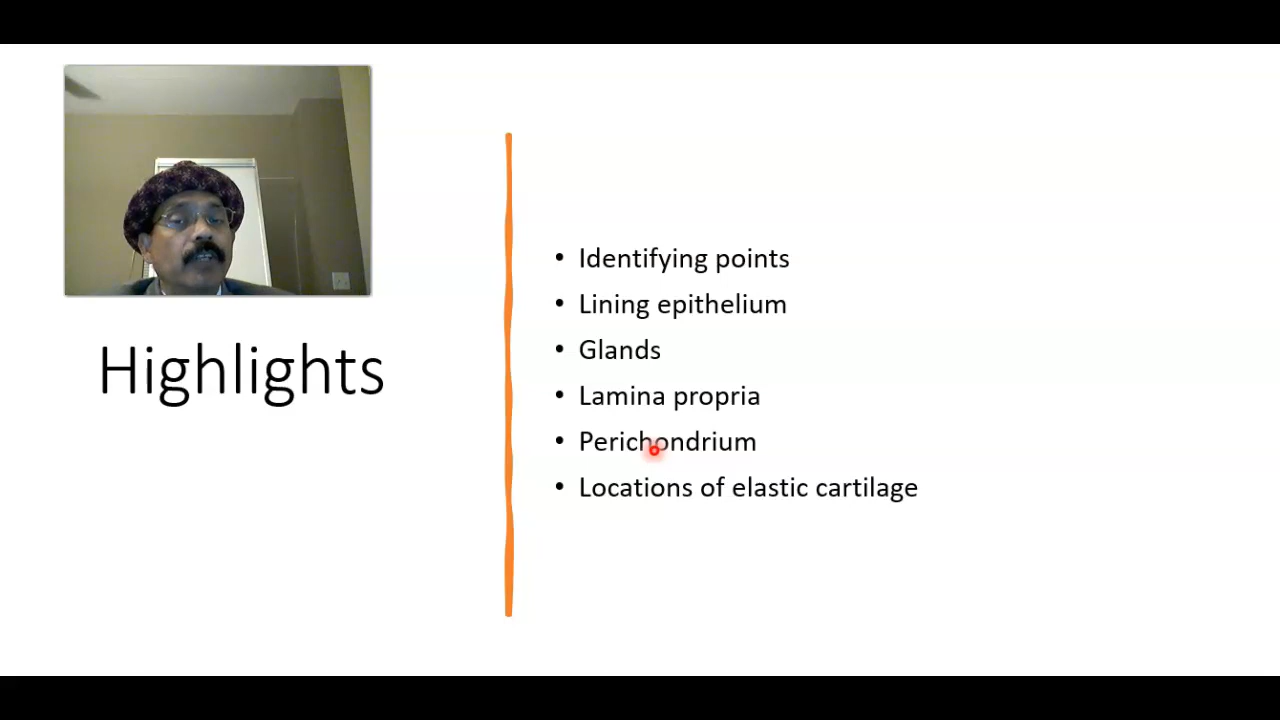 Highlights
• Identifying points
• Lining epithelium
• Glands
• Lamina propria
• Perichondrium
• Locations of elastic cartilage